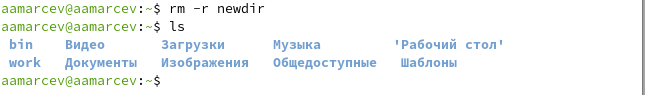 aamarcev@aamarcev:~$ rm -r newdir
aamarcev@aamarcev:~$ ls
bin Видео Загрузки Музыка 'Рабочий стол'
work Документы Изображения Общедоступные Шаблоны
aamarcev@aamarcev:~$